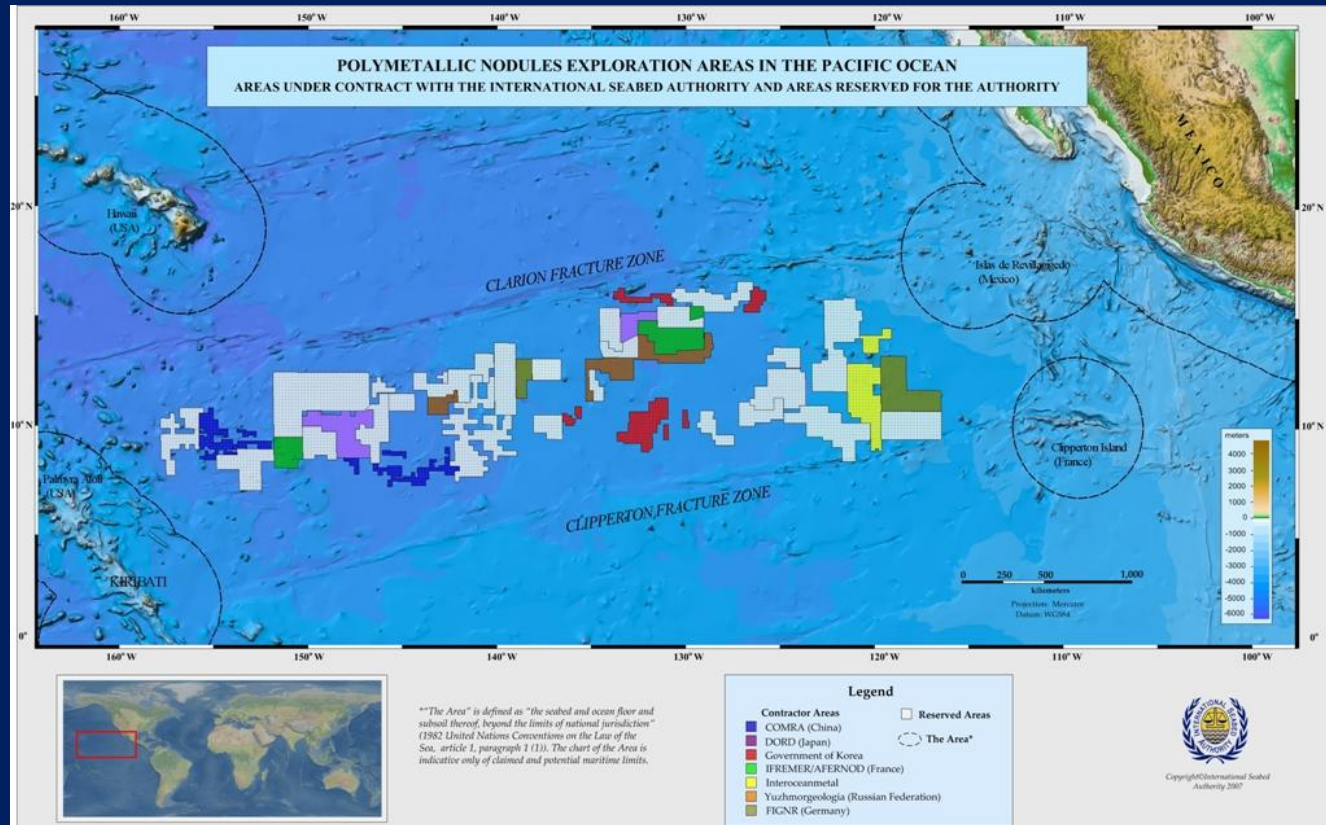 160° W 150° W 140° W 130° W 120° W 110° W 100° W
POLYMETALLIC NODULES EXPLORATION AREAS IN THE PACIFIC OCEAN
AREAS UNDER CONTRACT WITH THE INTERNATIONAL SEABED AUTHORITY AND AREAS RESERVED FOR THE AUTHORITY
MEXICO
20° N
20° N
Hawaii
(USA)
CLARION FRACTURE ZONE
Islas de Revillagigedo
(Mexico)
10° N
10° N
Clipperton Island
(France)
Palmyra Atoll
(USA)
CLIPPERTON FRACTURE ZONE
KIRIBATI
meters
4000
3000
2000
1000
0
-1000
-2000
-3000
-4000
-5000
-6000
0 250 500 1,000
kilometers
Projection: Mercator
Datum: WGS84
0°
0°
160° W 150° W 140° W 130° W 120° W 110° W 100° W
*"The Area" is defined as "the seabed and ocean floor and
subsoil thereof, beyond the limits of national jurisdiction"
(1982 United Nations Conventions on the Law of the
Sea, article 1, paragraph 1 (1)). The chart of the Area is
indicative only of claimed and potential maritime limits.
Legend
Contractor Areas
COMRA (China)
DORD (Japan)
Government of Korea
IFREMER/AFERNOD (France)
Interoceanmetal
Yuzhmorgeologia (Russian Federation)
FIGNR (Germany)
Reserved Areas
The Area*
INTERNATIONAL SEABED
AUTHORITY
Copyright©International Seabed
Authority 2007